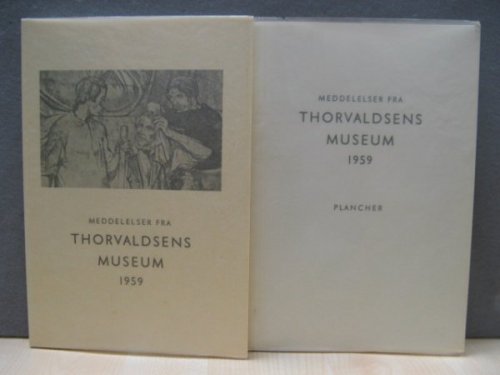 MEDDELELSER FRA
THORVALDSENS
MUSEUM
1959
MEDDELELSER FRA
THORVALDSENS
MUSEUM
1959
PLANCHER